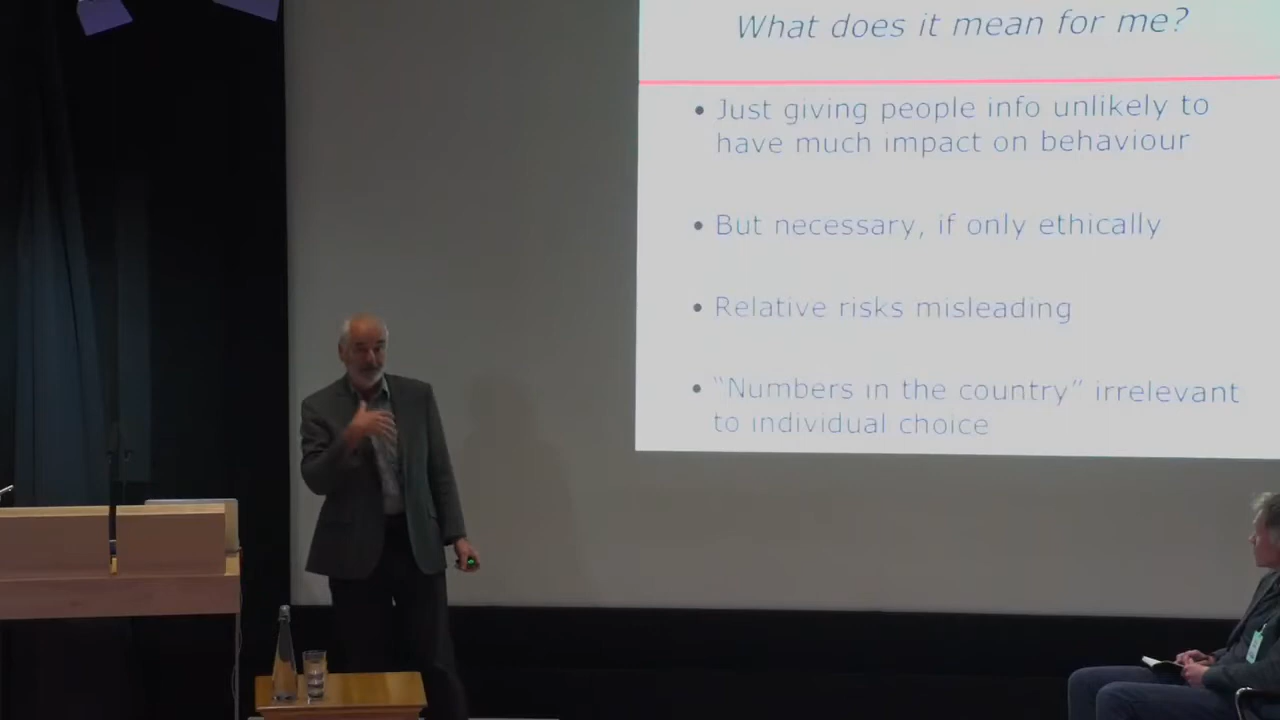 What does it mean for me?
• Just giving people info unlikely to
have much impact on behaviour
• But necessary, if only ethically
• Relative risks misleading
• "Numbers in the country" irrelevant
to individual choice